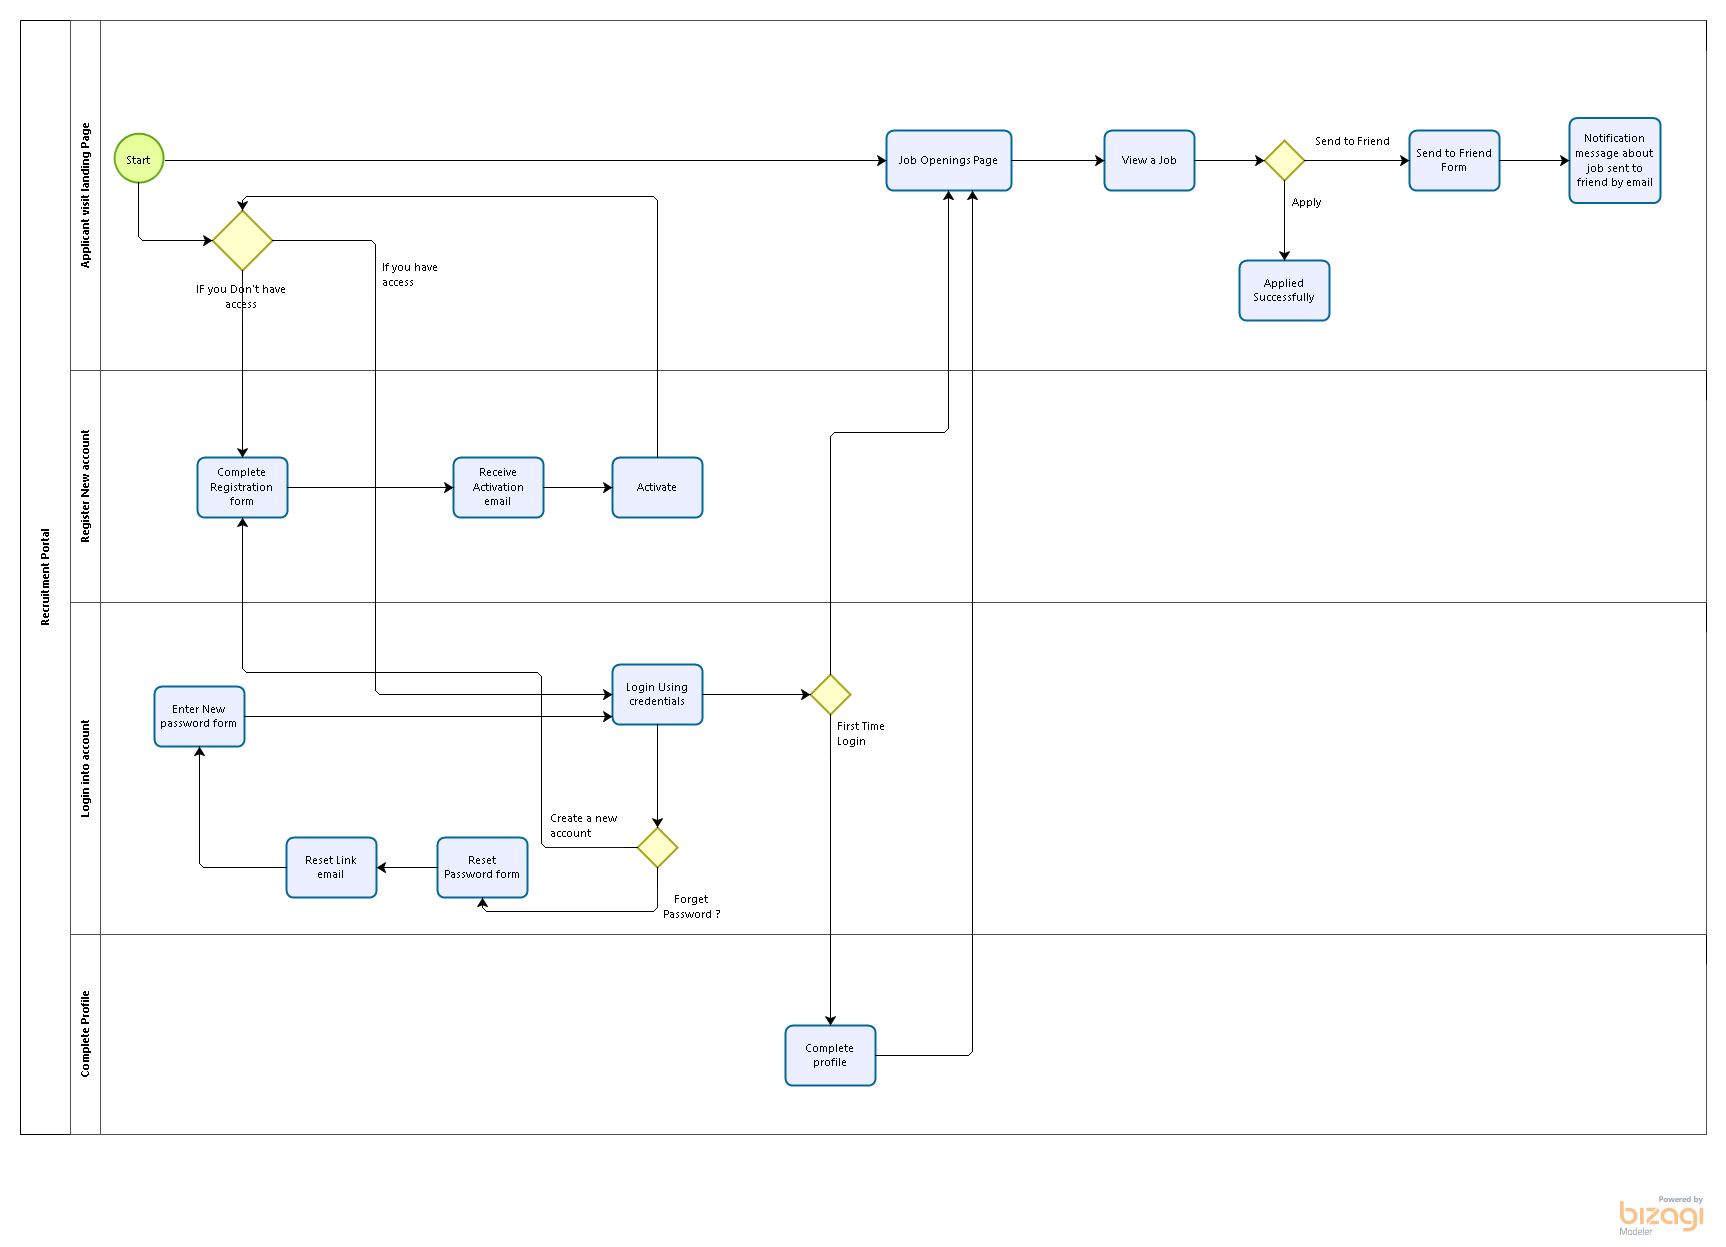 Recruitment Portal
Applicant visit landing Page
Start
Job Openings Page
View a Job
Send to Friend
Send to Friend
Form
Notification
message about
job sent to
friend by email
Apply
Applied
Successfully
If you have
access
IF you Don't have
access
Register New account
Complete
Registration
form
Receive
Activation
email
Activate
Login into account
Enter New
password form
Login Using
credentials
First Time
Login
Create a new
account
Reset Link
email
Reset
Password form
Forget
Password ?
Complete Profile
Complete
profile
Powered by
bizagi
Modeler